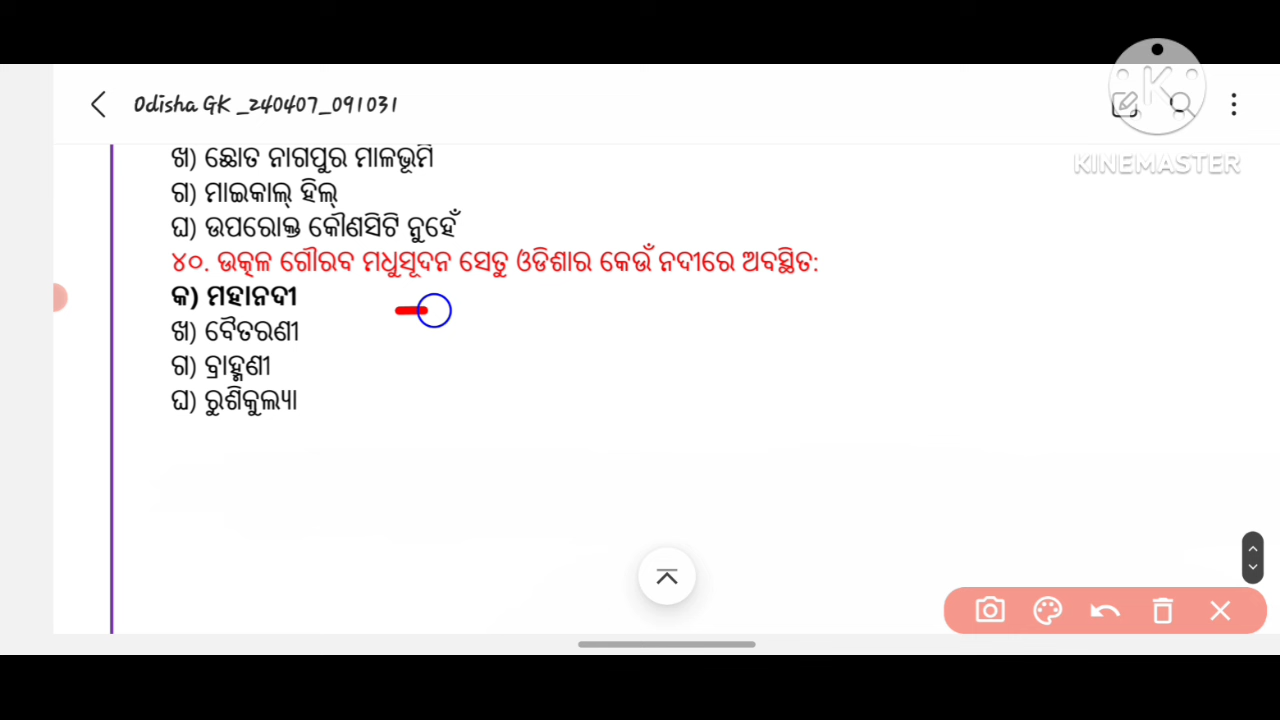 Odisha GK _240407_091031
KINEMASTER
ଖ) ଛୋଟ ନାଗପୁର ମାଳଭୂମି
ଗ) ମାଇକାଲ୍ ହିଲ୍
ଘ) ଉପରୋକ୍ତ କୌଣସିଟି ନୁହେଁ
୪୦. ଉତ୍କଳ ଗୌରବ ମଧୁସୂଦନ ସେତୁ ଓଡିଶାର କେଉଁ ନଦୀରେ ଅବସ୍ଥିତ:
କ) ମହାନଦୀ
ଖ) ବୈତରଣୀ
ଗ) ବ୍ରାହ୍ମଣୀ
ଘ) ରୁଶିକୁଲ୍ୟା